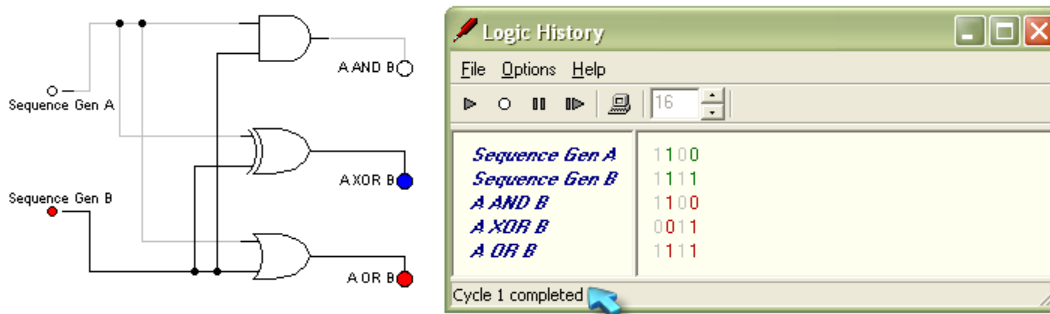 A AND B
Sequence Gen A
A XOR B
Sequence Gen B
A OR B
Logic History
File Options Help
16
Sequence Gen A 1100
Sequence Gen B 1111
A AND B 1100
A XOR B 0011
A OR B 1111
Cycle 1 completed